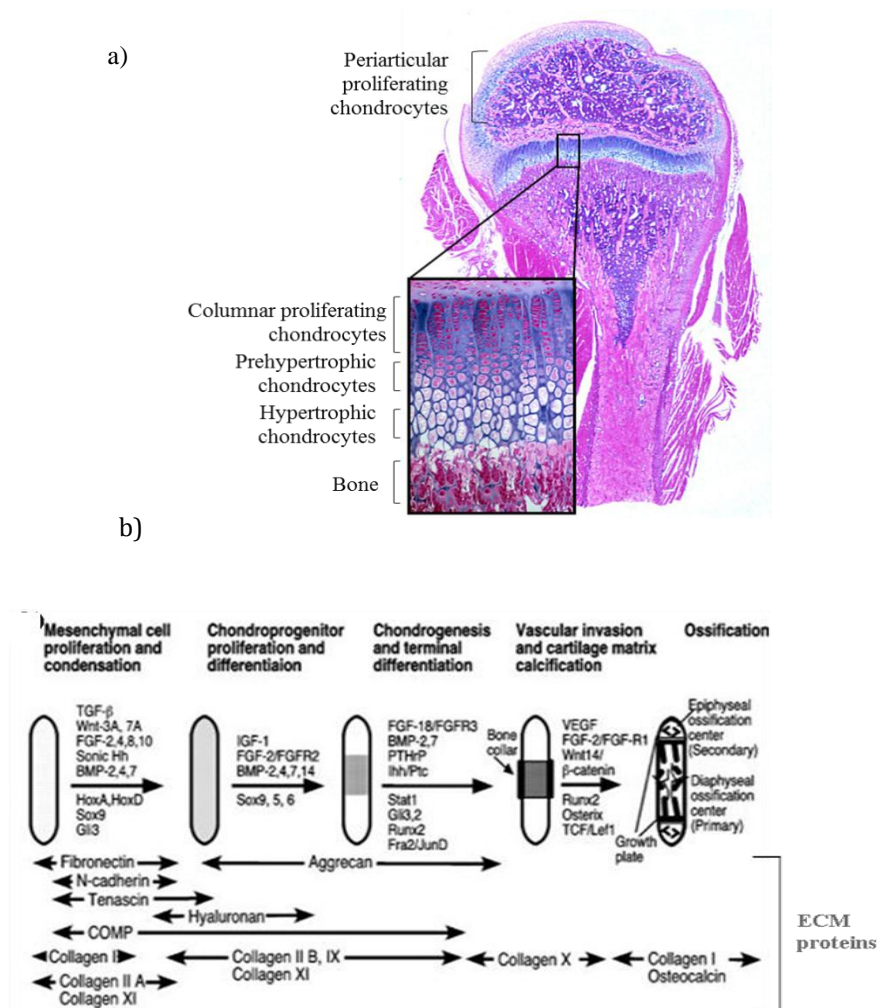 a)
Periarticular
proliferating
chondrocytes
Columnar proliferating
chondrocytes
Prehypertrophic
chondrocytes
Hypertrophic
chondrocytes
Bone
b)
Mesenchymal cell
proliferation and
condensation
Chondroprogenitor
proliferation and
differentiaion
Chondrogenesis
and terminal
differentiation
Vascular invasion
and cartilage matrix
calcification
Ossification
TGF-β
Wnt-3A, 7A
FGF-2,4,8,10
Sonic Hh
BMP-2,4,7
HoxA,HoxD
Sox9
Gli3
IGF-1
FGF-2/FGFR2
BMP-2,4,7,14
Sox9, 5, 6
FGF-18/FGFR3
BMP-2,7
PTHrP
Ihh/Ptc
Stat1
Gli3,2
Runx2
Fra2/JunD
Bone
collar
VEGF
FGF-2/FGF-R1
Wnt14/
β-catenin
Runx2
Osterix
TCF/Lef1
Epiphyseal
ossification
center
(Secondary)
Diaphyseal
ossification
center
(Primary)
Growth
plate
Fibronectin
Aggrecan
N-cadherin
Tenascin
Hyaluronan
COMP
Collagen I
Collagen II B, IX
Collagen XI
Collagen X
Collagen I
Osteocalcin
Collagen II A
Collagen XI
ECM
proteins